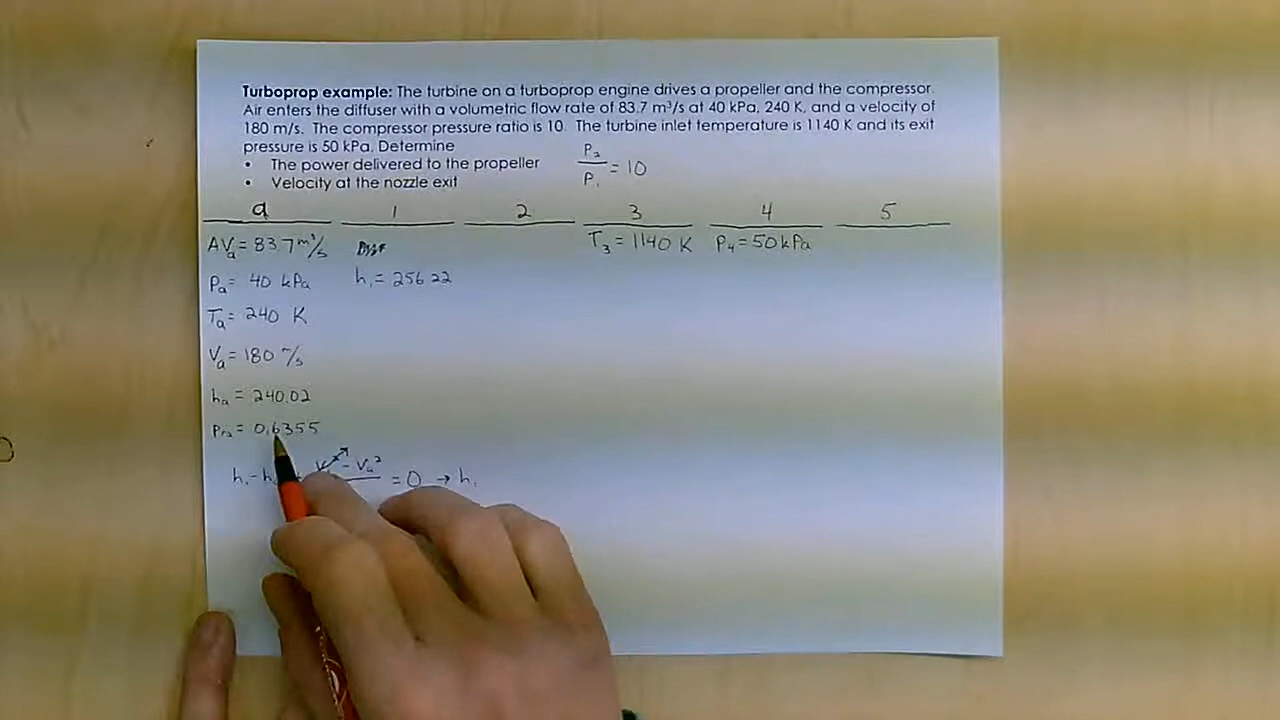 Turboprop example: The turbine on a turboprop engine drives a propeller and the compressor.
Air enters the diffuser with a volumetric flow rate of 83.7 m³/s at 40 kPa, 240 K, and a velocity of
180 m/s. The compressor pressure ratio is 10. The turbine inlet temperature is 1140 K and its exit
pressure is 50 kPa. Determine
• The power delivered to the propeller
• Velocity at the nozzle exit
P₂/P₁ = 10
a 1 2 3 4 5
AVₐ = 83.7 m³/s
T₃ = 1140 K P₄ = 50 kPa
Pₐ = 40 kPa h₁ = 256.22
Tₐ = 240 K
Vₐ = 180 m/s
hₐ = 240.02
Prₐ = 0.6355
h₁ - h - Vₐ² = 0 → h₁